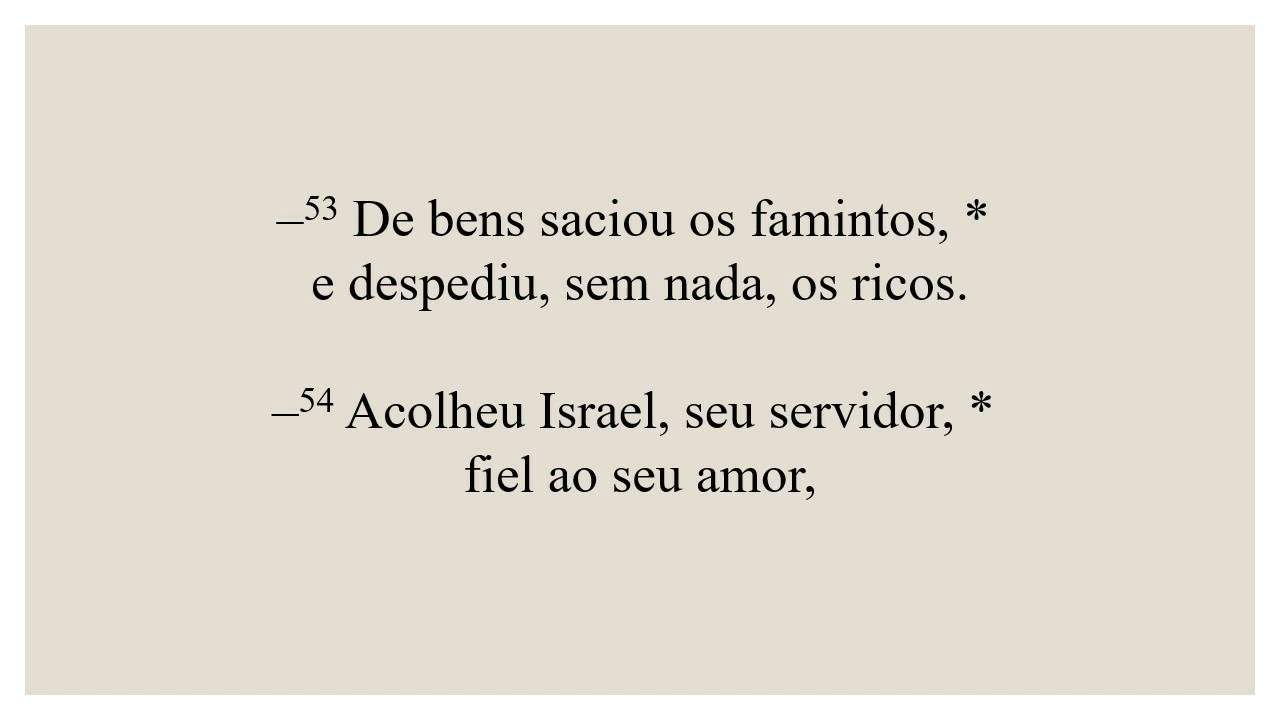 –53 De bens saciou os famintos, *
e despediu, sem nada, os ricos.
–54 Acolheu Israel, seu servidor, *
fiel ao seu amor,